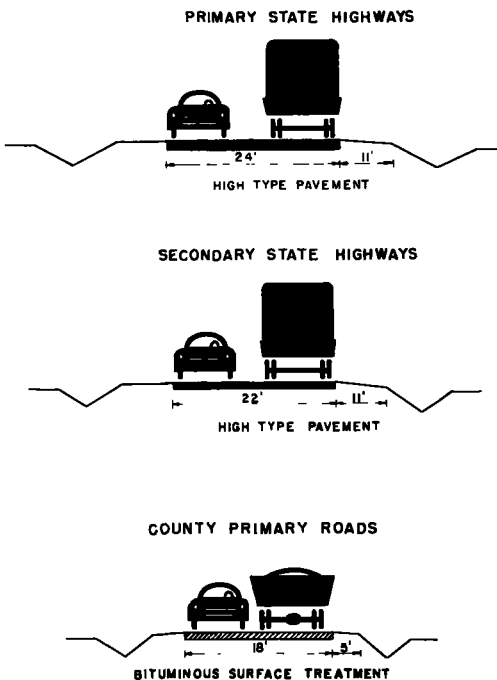 PRIMARY STATE HIGHWAYS
24' 11'
HIGH TYPE PAVEMENT
SECONDARY STATE HIGHWAYS
22' 11'
HIGH TYPE PAVEMENT
COUNTY PRIMARY ROADS
18' 5'
BITUMINOUS SURFACE TREATMENT